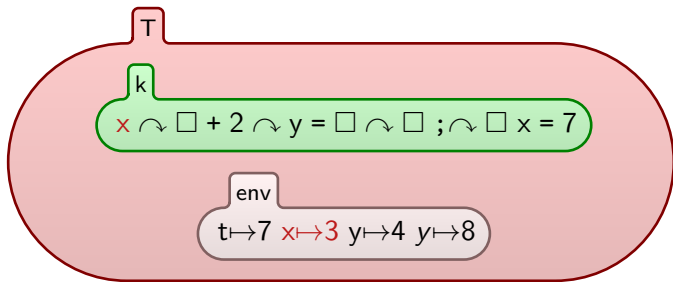 T
k
x ↷ □ + 2 ↷ y = □ ↷ □ ; ↷ □ x = 7
env
t↦7 x↦3 y↦4 y↦8